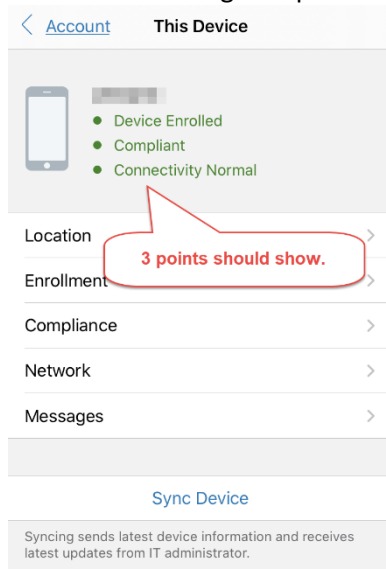 Account This Device
Device Enrolled
Compliant
Connectivity Normal
Location
3 points should show.
Enrollment
Compliance
Network
Messages
Sync Device
Syncing sends latest device information and receives
latest updates from IT administrator.